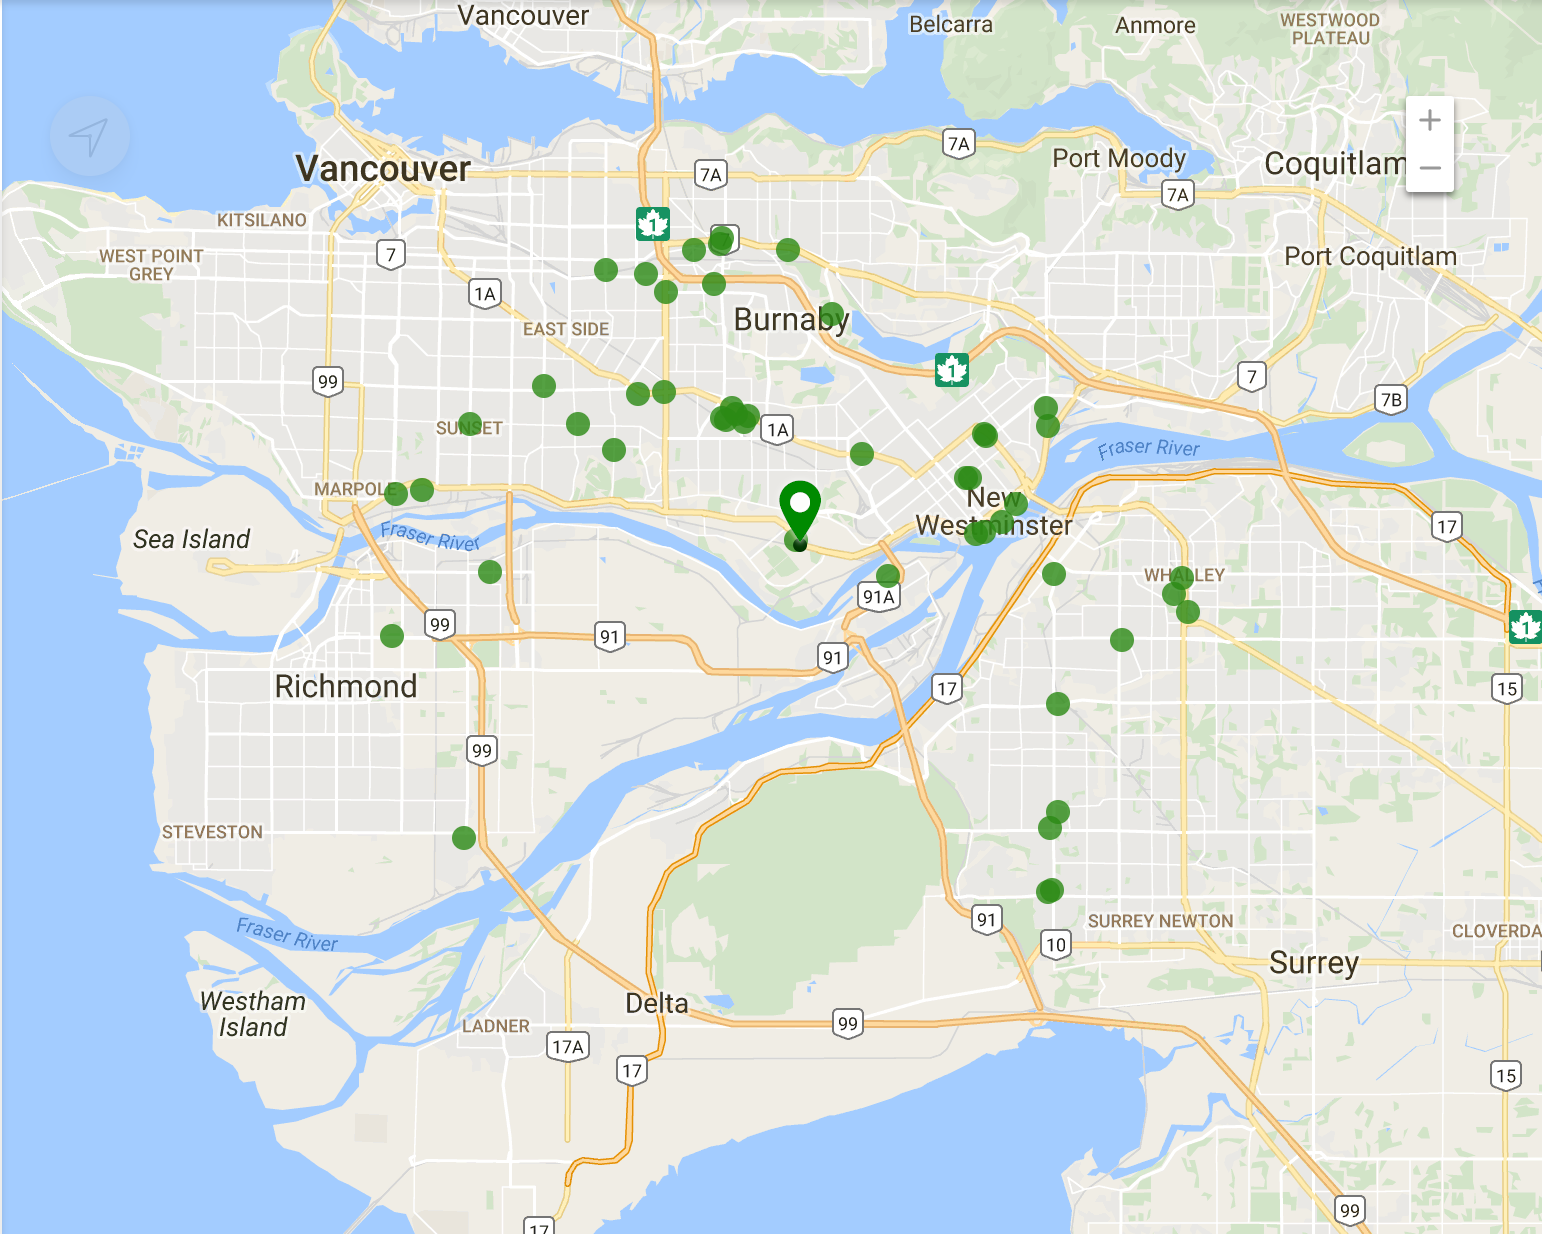 Vancouver
Belcarra
Anmore
WESTWOOD
PLATEAU
7A
Port Moody
Coquitlam
Vancouver
7A
7A
KITSILANO
1
7
WEST POINT
GREY
Port Coquitlam
1A
EAST SIDE
Burnaby
99
1
7
7B
SUNSET
1A
Fraser River
MARPOLE
New
Westminster
17
Sea Island
Fraser River
WHALLEY
91A
99
91
91
1
Richmond
17
15
99
STEVESTON
91
SURREY NEWTON
Fraser River
10
CLOVERDA
Surrey
Westham
Island
Delta
LADNER
99
17A
17
15
99
17